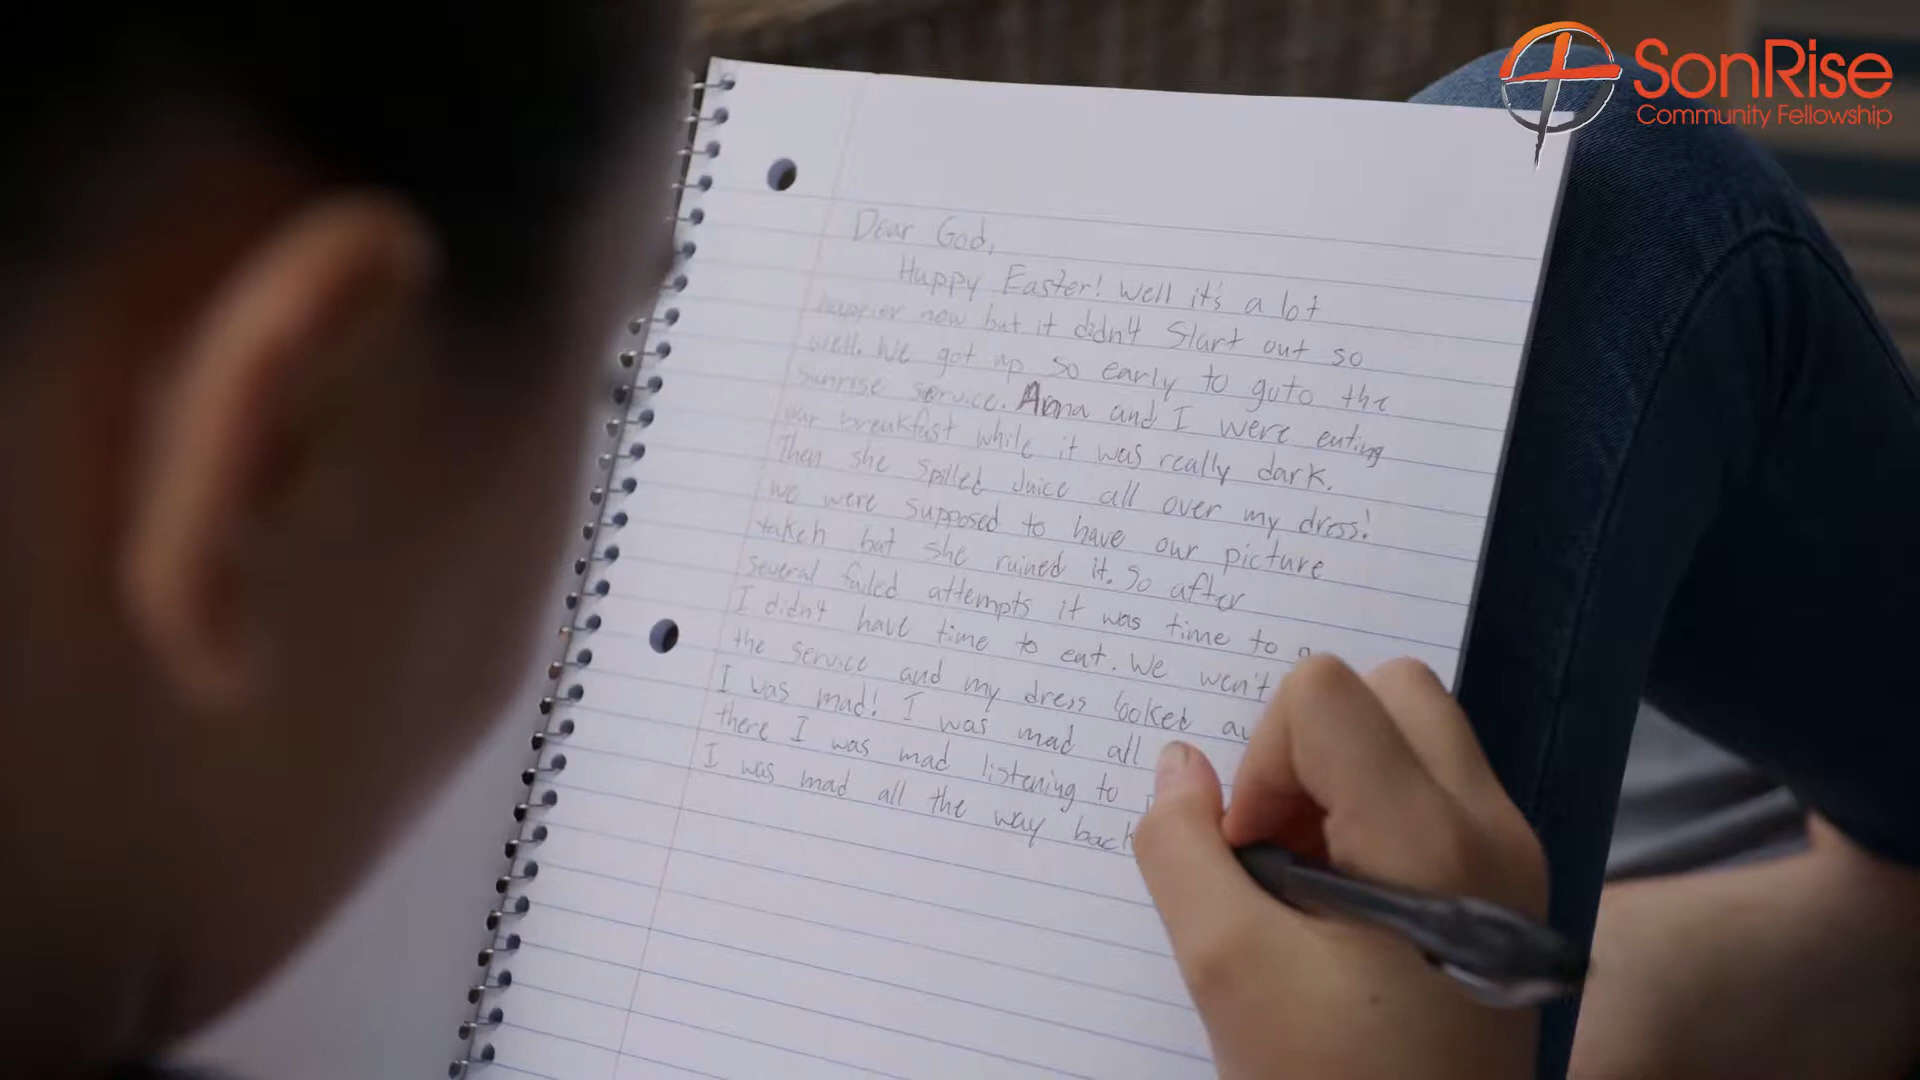 SonRise
Community Fellowship
Dear God,
Happy Easter! Well it's a lot
happier now but it didn't Start out so
well. We got up so early to goto the
sunrise service. Anna and I were eating
our breakfast while it was really dark.
Then she spilled Juice all over my dress!
we were supposed to have our picture
taken but she ruined it. So after
several failed attempts it was time to
I didn't have time to eat. We wen't
the service and my dress looked
I was mad! I was mad all
there I was mad listening to
I was mad all the way back